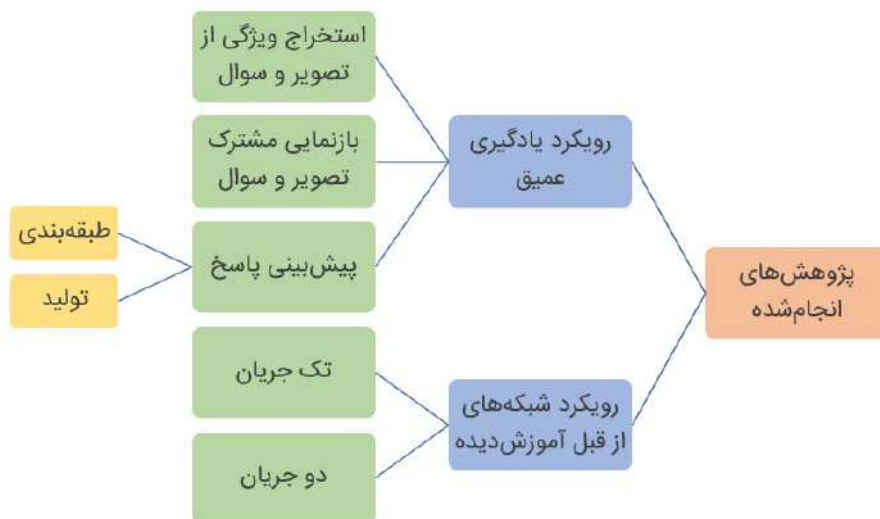 پژوهش‌های
انجام‌شده
رویکرد یادگیری
عمیق
استخراج ویژگی از
تصویر و سوال
بازنمایی مشترک
تصویر و سوال
پیش‌بینی پاسخ
طبقه‌بندی
تولید
رویکرد شبکه‌های
از قبل آموزش‌دیده
تک جریان
دو جریان